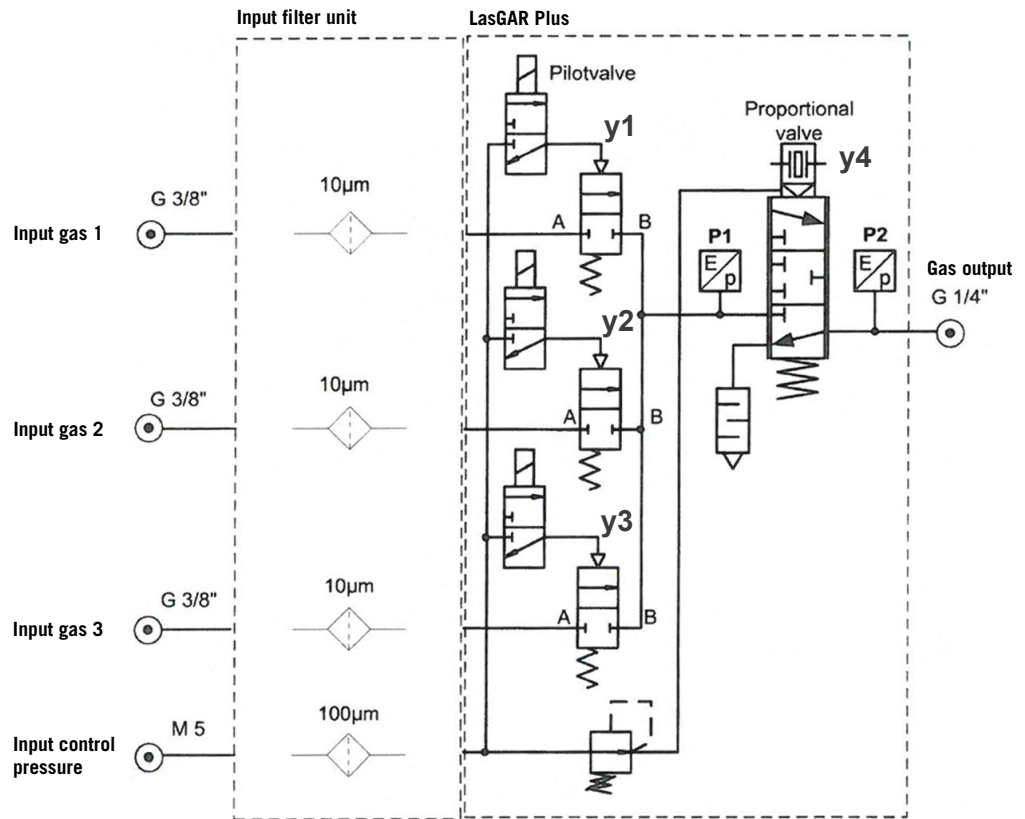 Input filter unit
LasGAR Plus
Pilotvalve
y1
Proportional
valve
y4
G 3/8"
10µm
Input gas 1
A
B
P1
E
p
P2
E
p
Gas output
G 1/4"
y2
G 3/8"
10µm
Input gas 2
A
B
y3
G 3/8"
10µm
Input gas 3
A
B
M 5
100µm
Input control
pressure